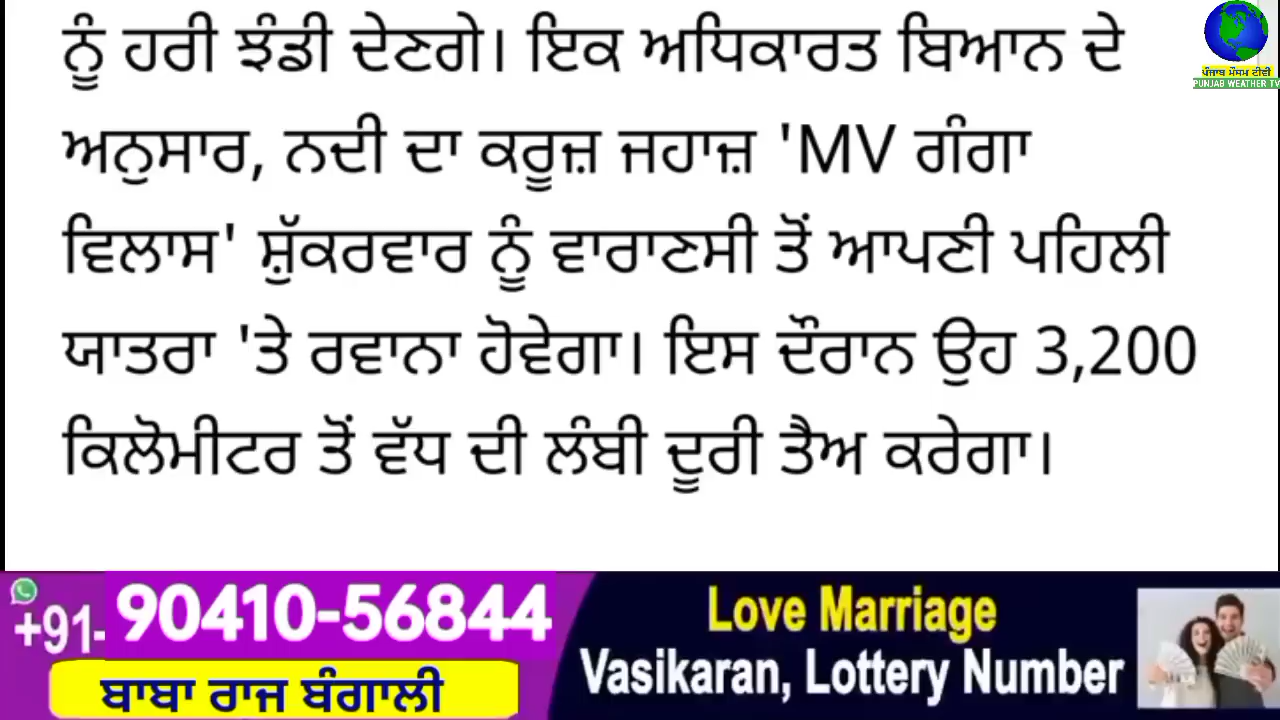 ਨੂੰ ਹਰੀ ਝੰਡੀ ਦੇਣਗੇ। ਇਕ ਅਧਿਕਾਰਤ ਬਿਆਨ ਦੇ
ਅਨੁਸਾਰ, ਨਦੀ ਦਾ ਕਰੂਜ਼ ਜਹਾਜ਼ 'MV ਗੰਗਾ
ਵਿਲਾਸ' ਸ਼ੁੱਕਰਵਾਰ ਨੂੰ ਵਾਰਾਣਸੀ ਤੋਂ ਆਪਣੀ ਪਹਿਲੀ
ਯਾਤਰਾ 'ਤੇ ਰਵਾਨਾ ਹੋਵੇਗਾ। ਇਸ ਦੌਰਾਨ ਉਹ 3,200
ਕਿਲੋਮੀਟਰ ਤੋਂ ਵੱਧ ਦੀ ਲੰਬੀ ਦੂਰੀ ਤੈਅ ਕਰੇਗਾ।
ਪੰਜਾਬ ਮੌਸਮ ਟੀਵੀ
PUNJAB WEATHER TV
+91- 90410-56844
ਬਾਬਾ ਰਾਜ ਬੰਗਾਲੀ
Love Marriage
Vasikaran, Lottery Number